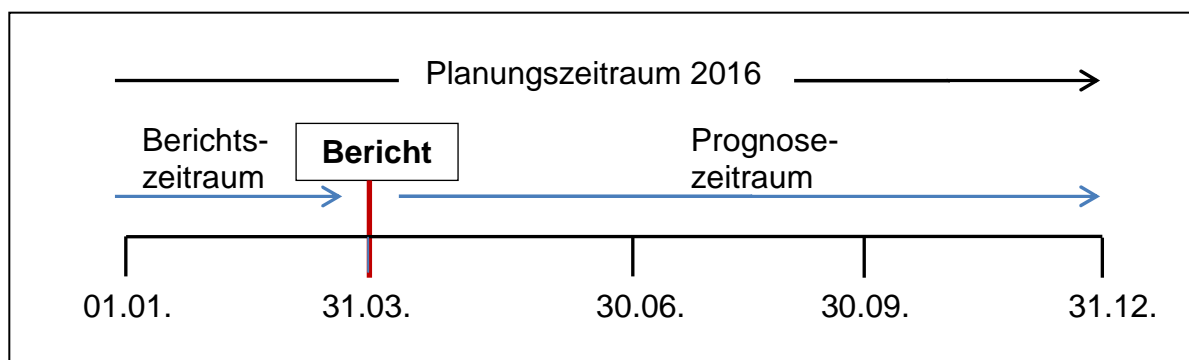 Planungszeitraum 2016
Berichts-
zeitraum
Bericht
Prognose-
zeitraum
01.01.
31.03.
30.06.
30.09.
31.12.